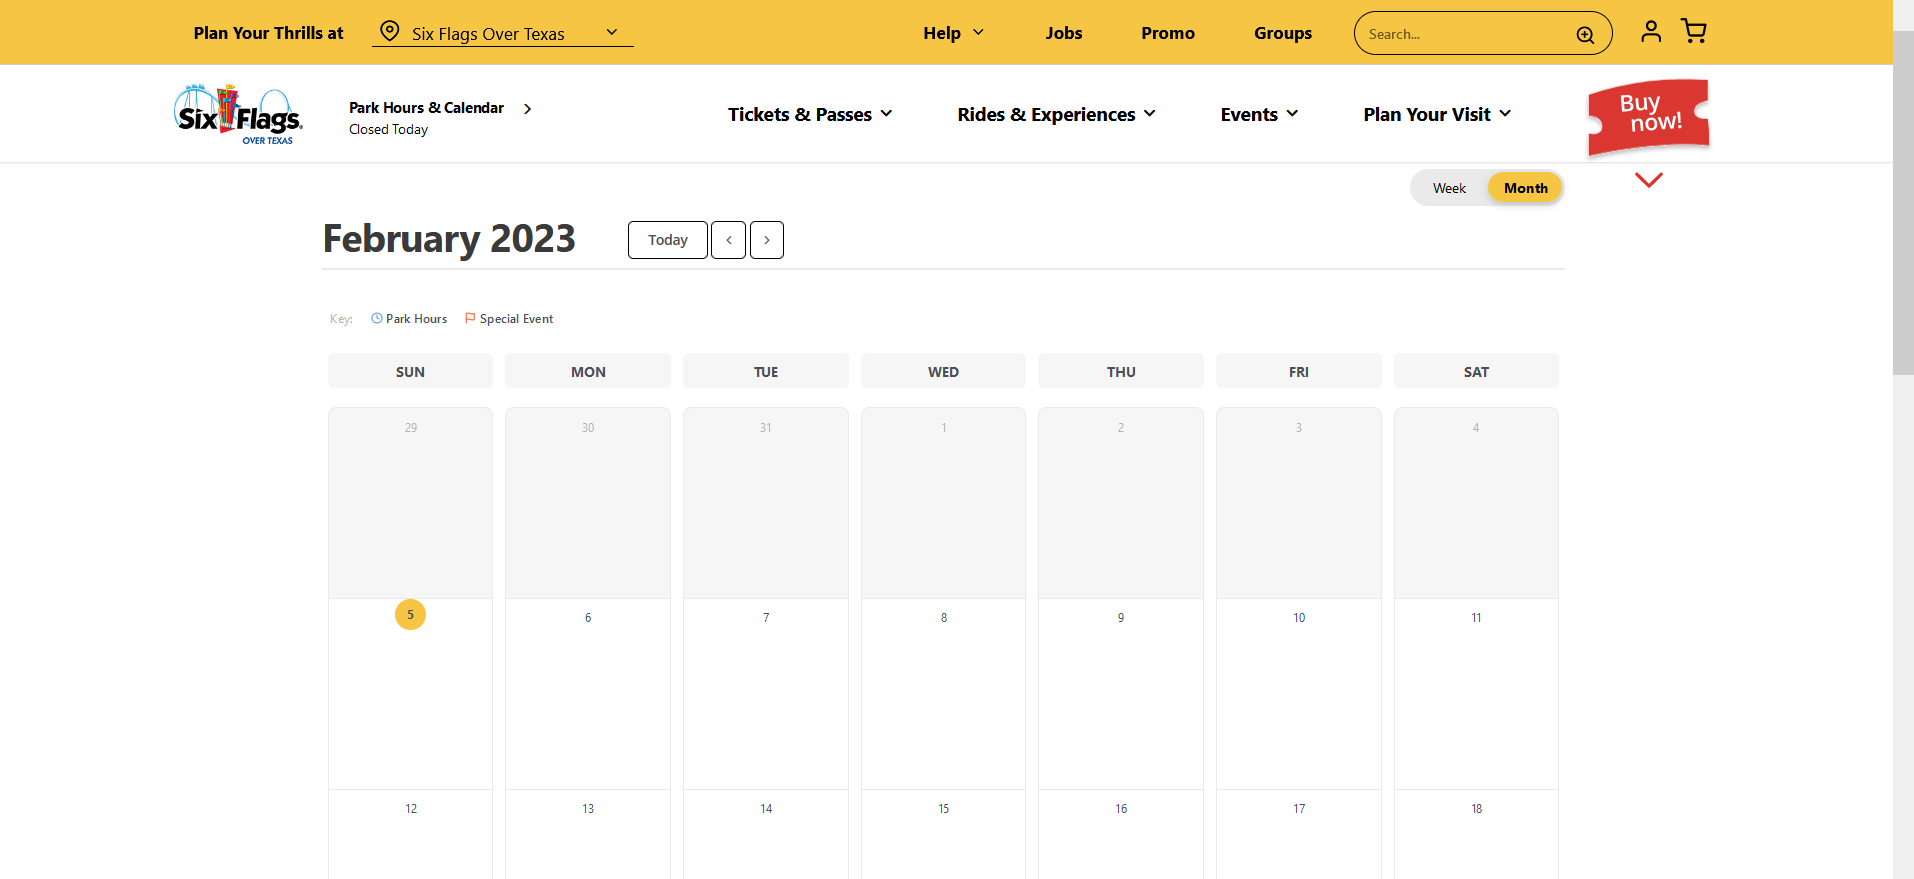 Plan Your Thrills at
Six Flags Over Texas
Help
Jobs
Promo
Groups
Search...
Six Flags
OVER TEXAS
Park Hours & Calendar
Closed Today
Tickets & Passes
Rides & Experiences
Events
Plan Your Visit
Buy
now!
Week
Month
February 2023
Today
Key:
Park Hours
Special Event
SUN MON TUE WED THU FRI SAT
29 30 31 1 2 3 4
5 6 7 8 9 10 11
12 13 14 15 16 17 18